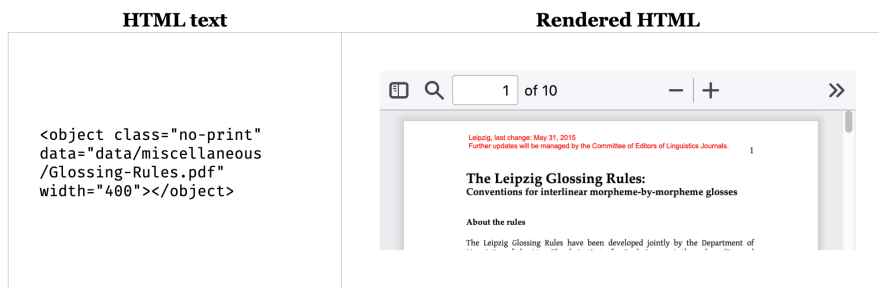 HTML text
Rendered HTML
<object class="no-print"
data="data/miscellaneous
/Glossing-Rules.pdf"
width="400"></object>
1 of 10
Leipzig, last change: May 31, 2015
Further updates will be managed by the Committee of Editors of Linguistics Journals.
1
The Leipzig Glossing Rules:
Conventions for interlinear morpheme-by-morpheme glosses
About the rules
The Leipzig Glossing Rules have been developed jointly by the Department of